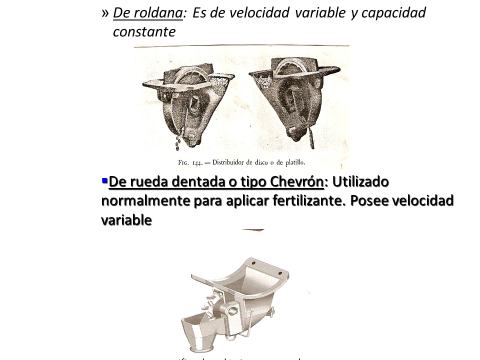 » De roldana: Es de velocidad variable y capacidad
constante
FIG. 144. — Distribuidor de disco o de platillo.
▪De rueda dentada o tipo Chevrón: Utilizado
normalmente para aplicar fertilizante. Posee velocidad
variable